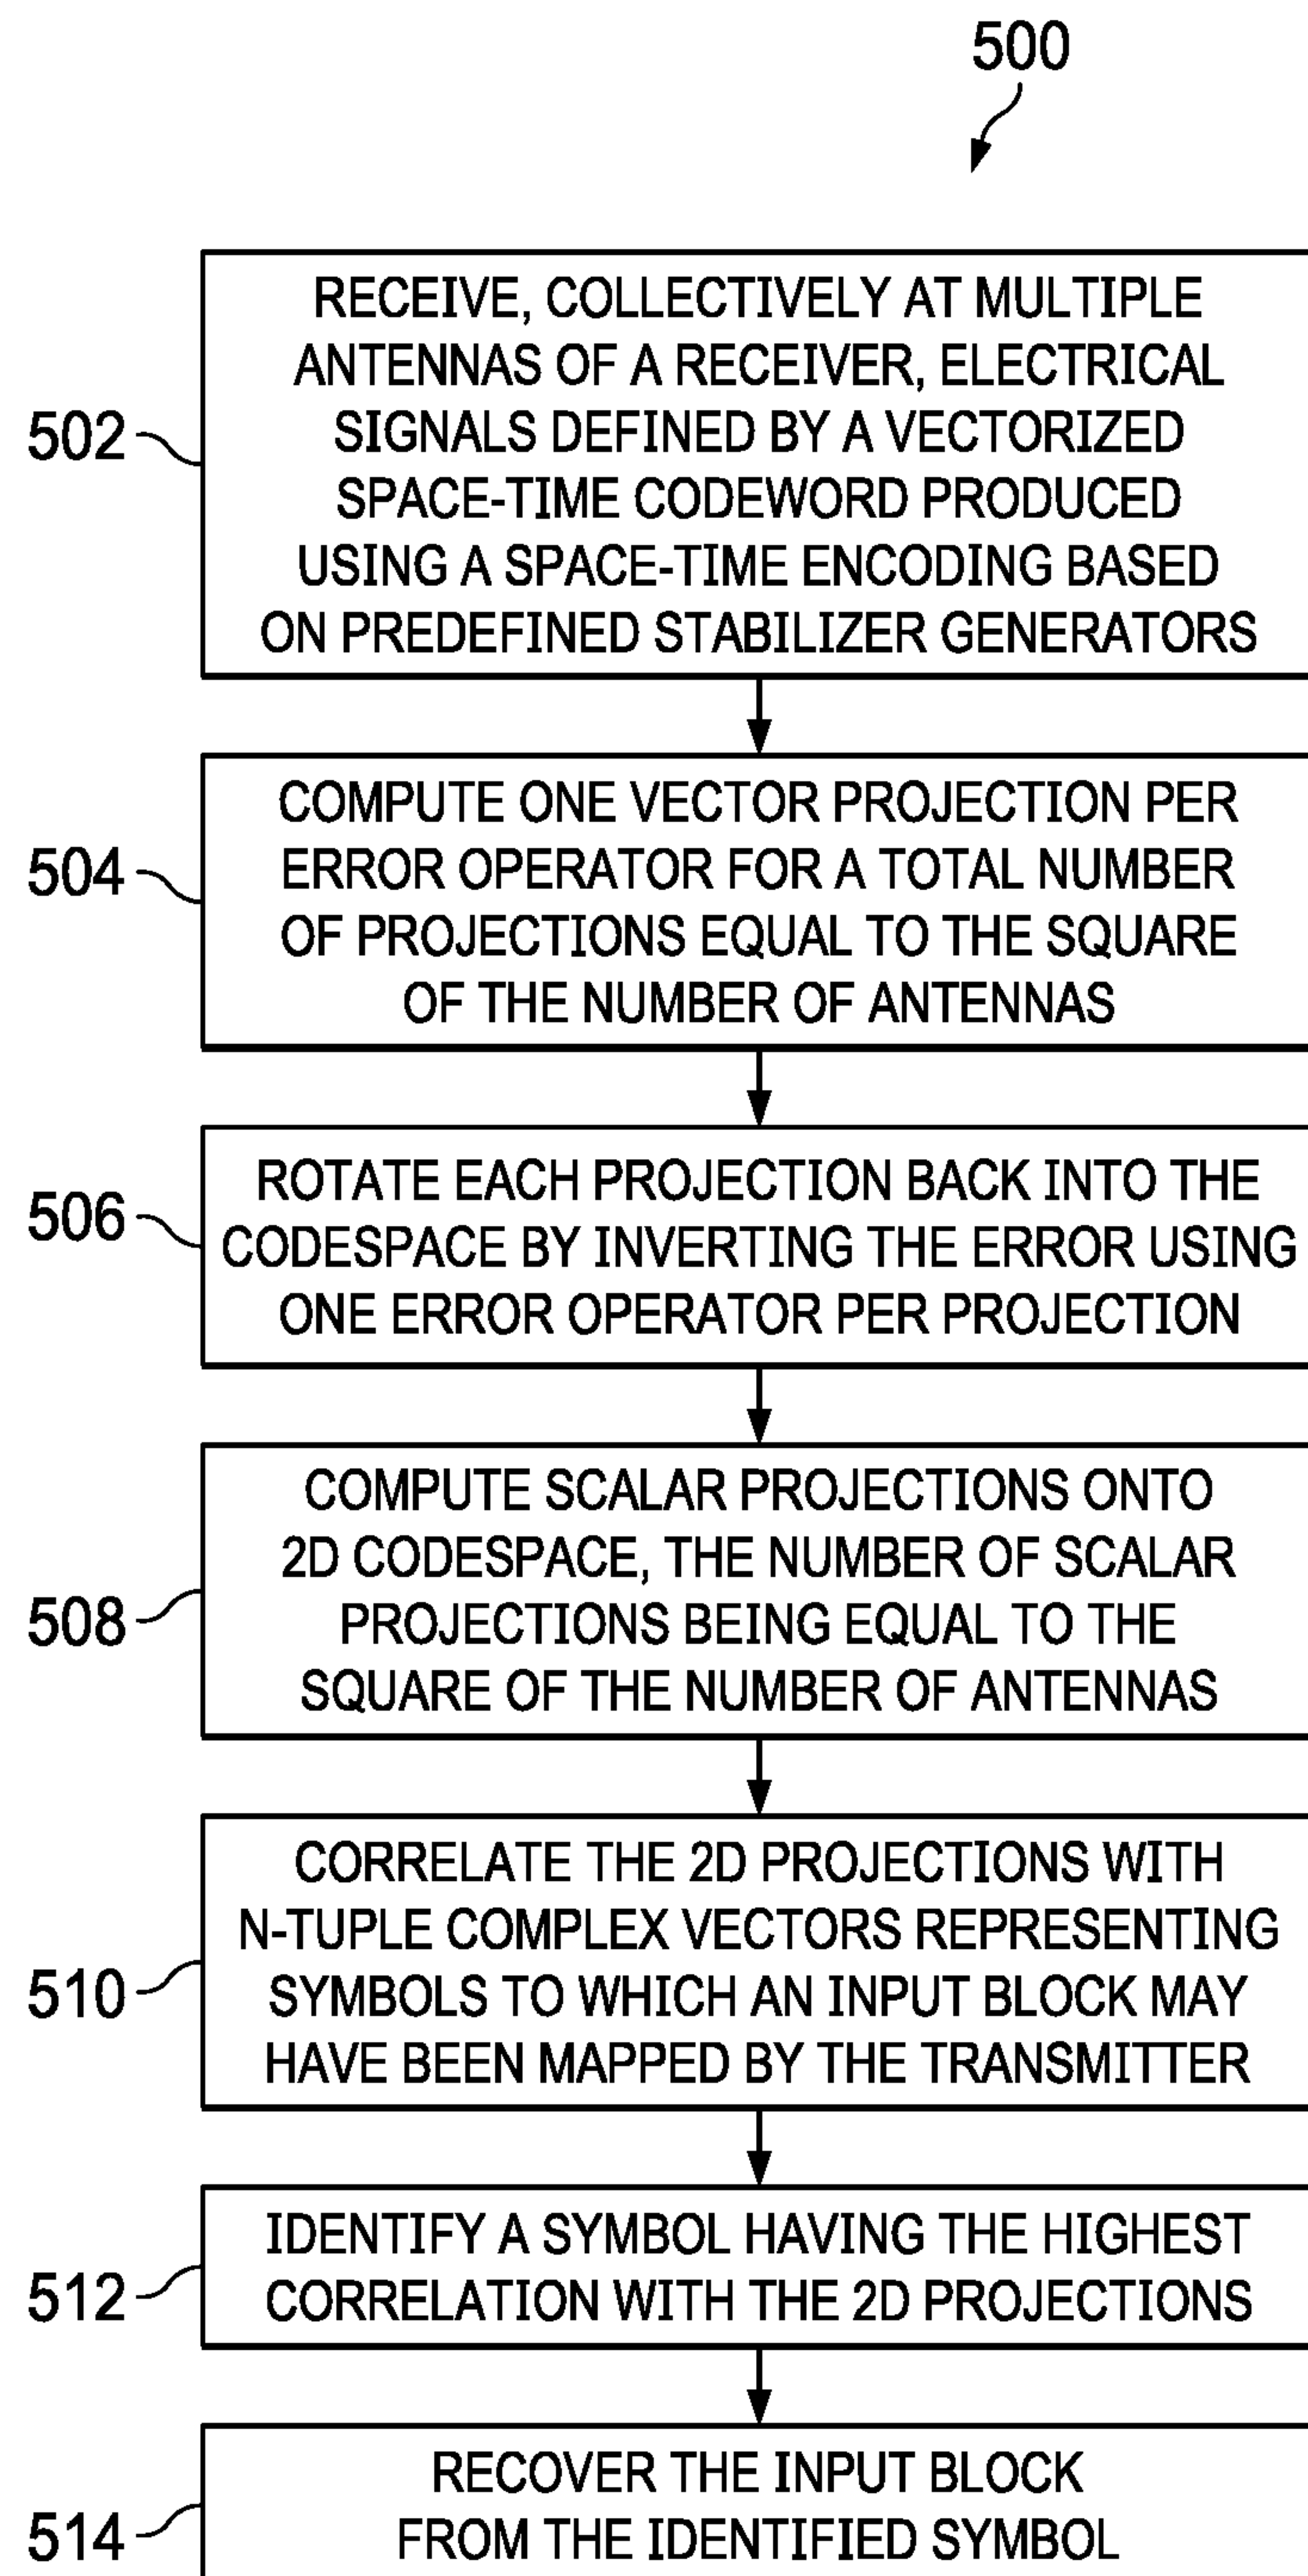 500
502
RECEIVE, COLLECTIVELY AT MULTIPLE
ANTENNAS OF A RECEIVER, ELECTRICAL
SIGNALS DEFINED BY A VECTORIZED
SPACE-TIME CODEWORD PRODUCED
USING A SPACE-TIME ENCODING BASED
ON PREDEFINED STABILIZER GENERATORS
504
COMPUTE ONE VECTOR PROJECTION PER
ERROR OPERATOR FOR A TOTAL NUMBER
OF PROJECTIONS EQUAL TO THE SQUARE
OF THE NUMBER OF ANTENNAS
506
ROTATE EACH PROJECTION BACK INTO THE
CODESPACE BY INVERTING THE ERROR USING
ONE ERROR OPERATOR PER PROJECTION
508
COMPUTE SCALAR PROJECTIONS ONTO
2D CODESPACE, THE NUMBER OF SCALAR
PROJECTIONS BEING EQUAL TO THE
SQUARE OF THE NUMBER OF ANTENNAS
510
CORRELATE THE 2D PROJECTIONS WITH
N-TUPLE COMPLEX VECTORS REPRESENTING
SYMBOLS TO WHICH AN INPUT BLOCK MAY
HAVE BEEN MAPPED BY THE TRANSMITTER
512
IDENTIFY A SYMBOL HAVING THE HIGHEST
CORRELATION WITH THE 2D PROJECTIONS
514
RECOVER THE INPUT BLOCK
FROM THE IDENTIFIED SYMBOL